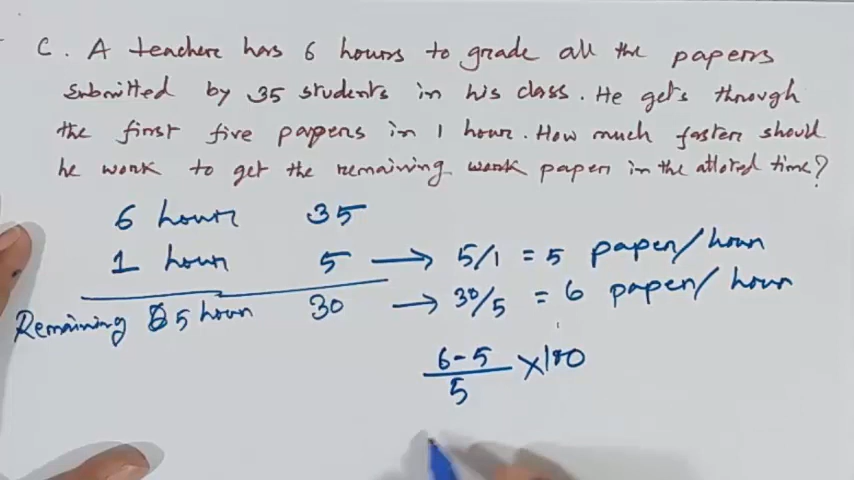 C. A teacher has 6 hours to grade all the papers
submitted by 35 students in his class. He gets through
the first five papers in 1 hour. How much faster should
he work to get the remaining work papers in the alloted time?
6 hours 35
1 hour 5 → 5/1 = 5 paper/hour
Remaining 5 hour 30 → 30/5 = 6 paper/hour
6-5
5 ×100